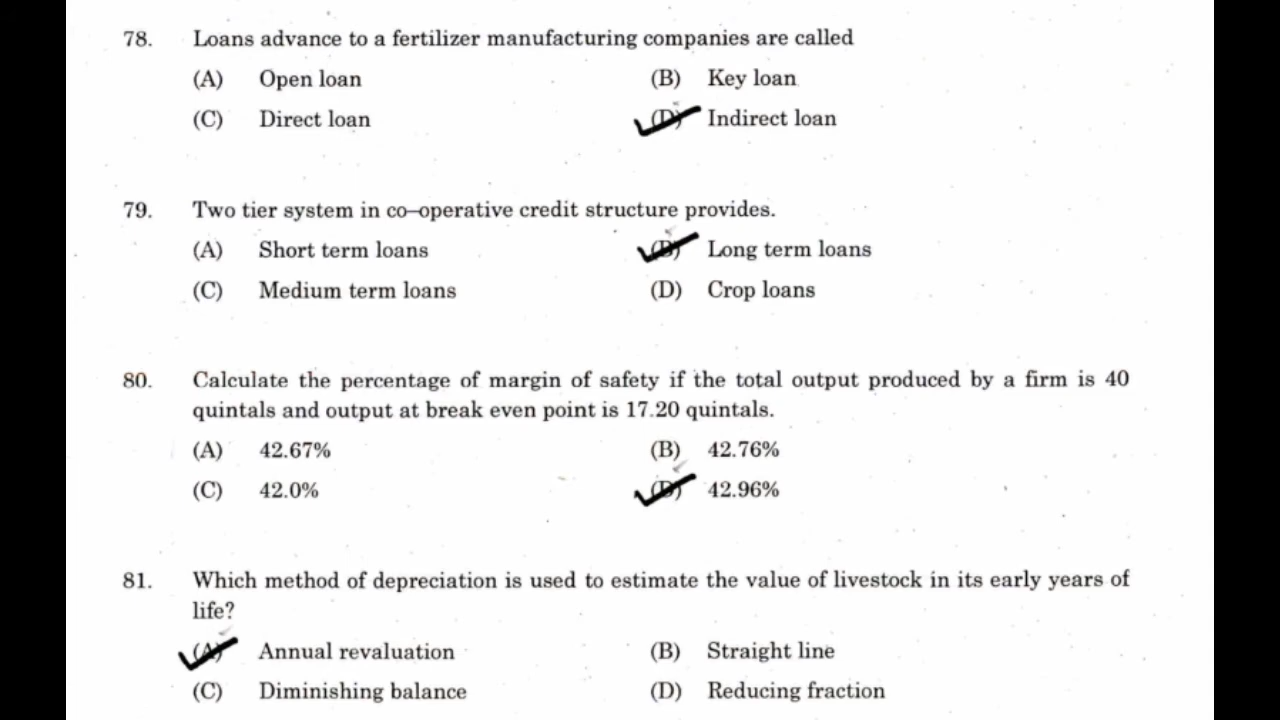 78. Loans advance to a fertilizer manufacturing companies are called
(A) Open loan (B) Key loan
(C) Direct loan (D) Indirect loan
79. Two tier system in co–operative credit structure provides.
(A) Short term loans (B) Long term loans
(C) Medium term loans (D) Crop loans
80. Calculate the percentage of margin of safety if the total output produced by a firm is 40
quintals and output at break even point is 17.20 quintals.
(A) 42.67% (B) 42.76%
(C) 42.0% (D) 42.96%
81. Which method of depreciation is used to estimate the value of livestock in its early years of
life?
(A) Annual revaluation (B) Straight line
(C) Diminishing balance (D) Reducing fraction